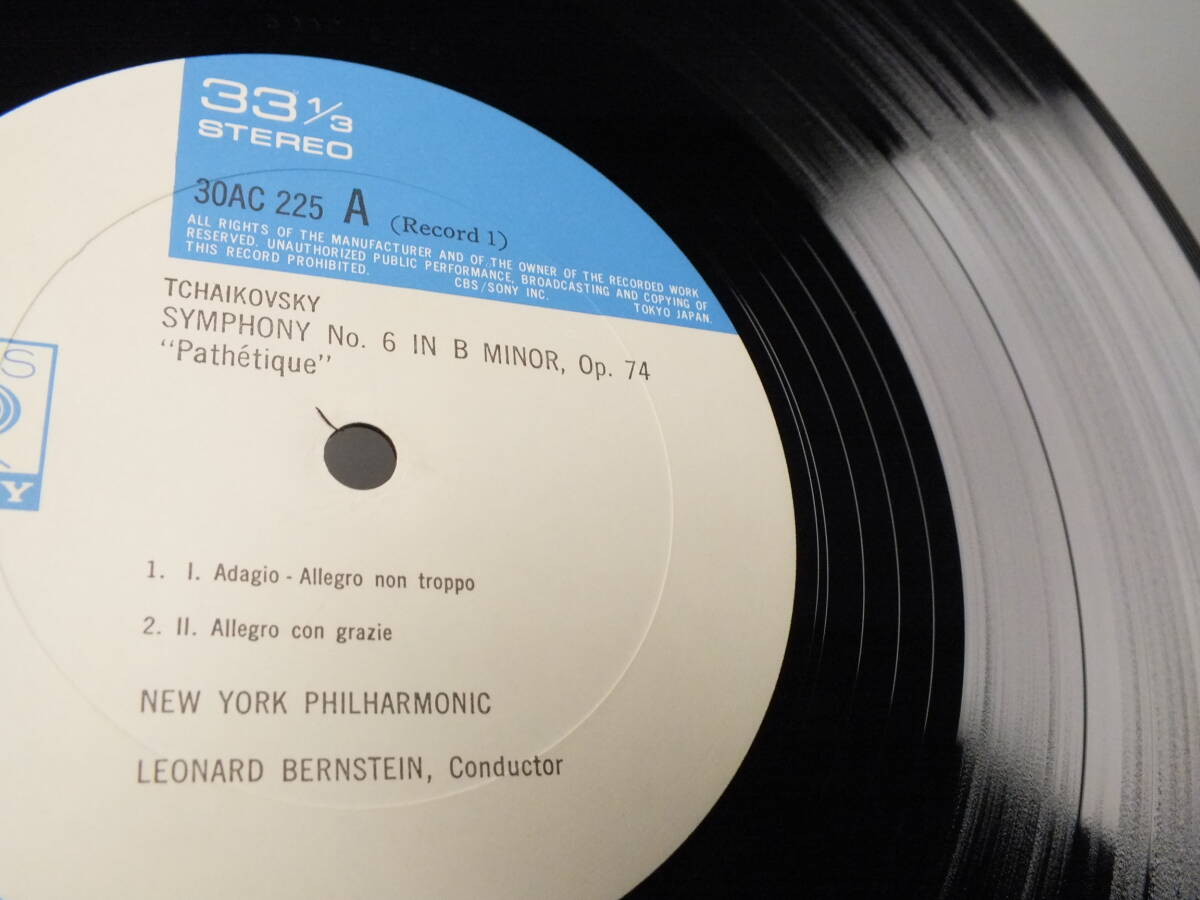 33 1/3
STEREO
30AC 225 A (Record 1)
ALL RIGHTS OF THE MANUFACTURER AND OF THE OWNER OF THE RECORDED WORK
RESERVED. UNAUTHORIZED PUBLIC PERFORMANCE, BROADCASTING AND COPYING OF
THIS RECORD PROHIBITED. CBS/SONY INC. TOKYO JAPAN.
TCHAIKOVSKY
SYMPHONY No. 6 IN B MINOR, Op. 74
“Pathétique”
S
Y
1. I. Adagio - Allegro non troppo
2. II. Allegro con grazie
NEW YORK PHILHARMONIC
LEONARD BERNSTEIN, Conductor